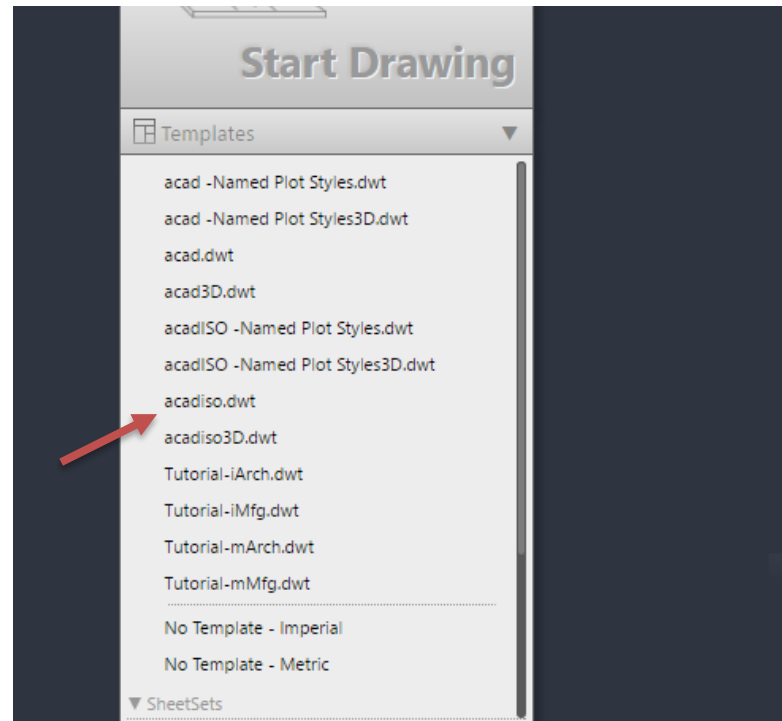 Start Drawing
Templates
acad -Named Plot Styles.dwt
acad -Named Plot Styles3D.dwt
acad.dwt
acad3D.dwt
acadISO -Named Plot Styles.dwt
acadISO -Named Plot Styles3D.dwt
acadiso.dwt
acadiso3D.dwt
Tutorial-iArch.dwt
Tutorial-iMfg.dwt
Tutorial-mArch.dwt
Tutorial-mMfg.dwt
No Template - Imperial
No Template - Metric
SheetSets